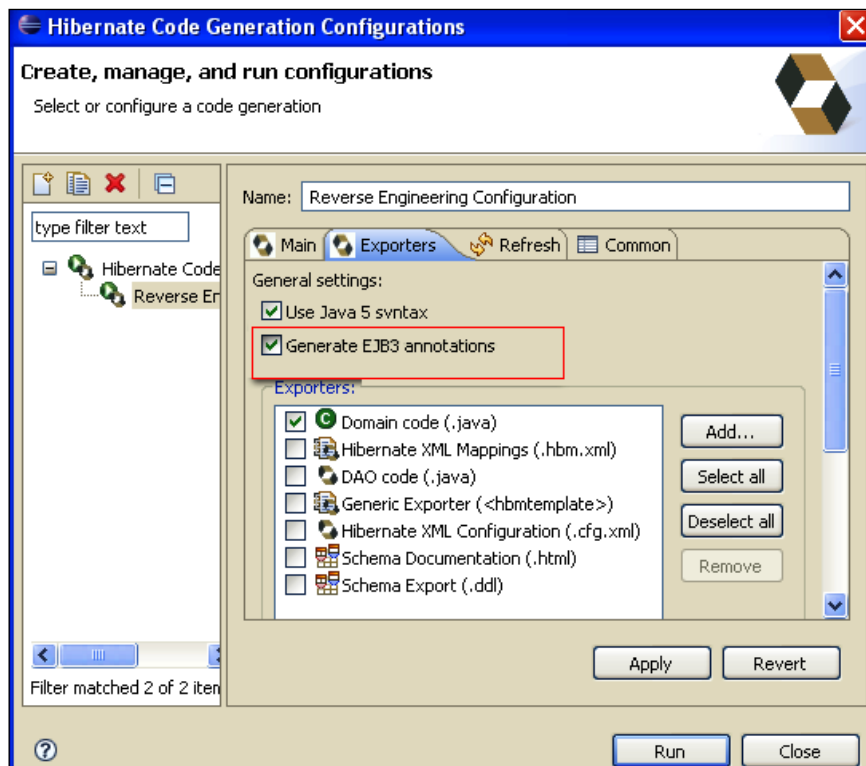 Hibernate Code Generation Configurations
Create, manage, and run configurations
Select or configure a code generation
type filter text
Hibernate Code
Reverse Er
Filter matched 2 of 2 iten
Name: Reverse Engineering Configuration
Main Exporters Refresh Common
General settings:
Use Java 5 syntax
Generate EJB3 annotations
Exporters:
Domain code (.java)
Hibernate XML Mappings (.hbm.xml)
DAO code (.java)
Generic Exporter (<hbmtemplate>)
Hibernate XML Configuration (.cfg.xml)
Schema Documentation (.html)
Schema Export (.ddl)
Add...
Select all
Deselect all
Remove
Apply Revert
Run Close